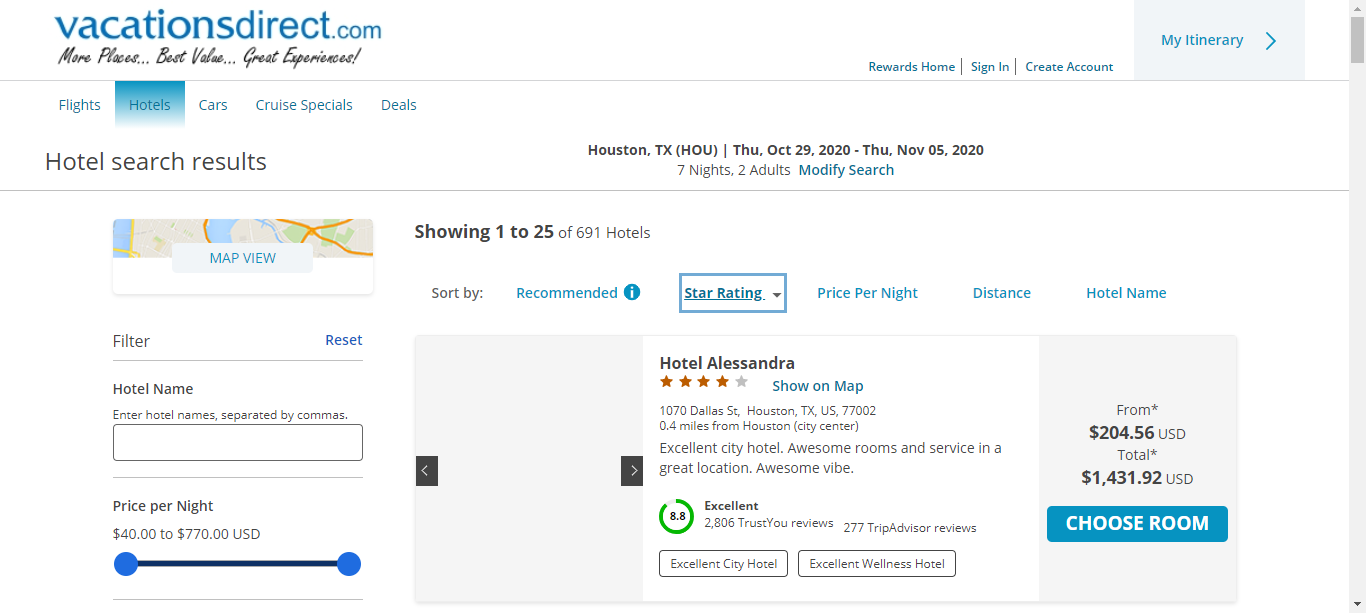 vacationsdirect.com
More Places... Best Value... Great Experiences!
My Itinerary
Rewards Home Sign In Create Account
Flights Hotels Cars Cruise Specials Deals
Hotel search results
Houston, TX (HOU) | Thu, Oct 29, 2020 - Thu, Nov 05, 2020
7 Nights, 2 Adults Modify Search
MAP VIEW
Showing 1 to 25 of 691 Hotels
Sort by: Recommended i Star Rating Price Per Night Distance Hotel Name
Filter Reset
Hotel Name
Enter hotel names, separated by commas.
Price per Night
$40.00 to $770.00 USD
Hotel Alessandra
Show on Map
1070 Dallas St, Houston, TX, US, 77002
0.4 miles from Houston (city center)
Excellent city hotel. Awesome rooms and service in a
great location. Awesome vibe.
8.8
Excellent
2,806 TrustYou reviews 277 TripAdvisor reviews
Excellent City Hotel Excellent Wellness Hotel
From*
$204.56 USD
Total*
$1,431.92 USD
CHOOSE ROOM